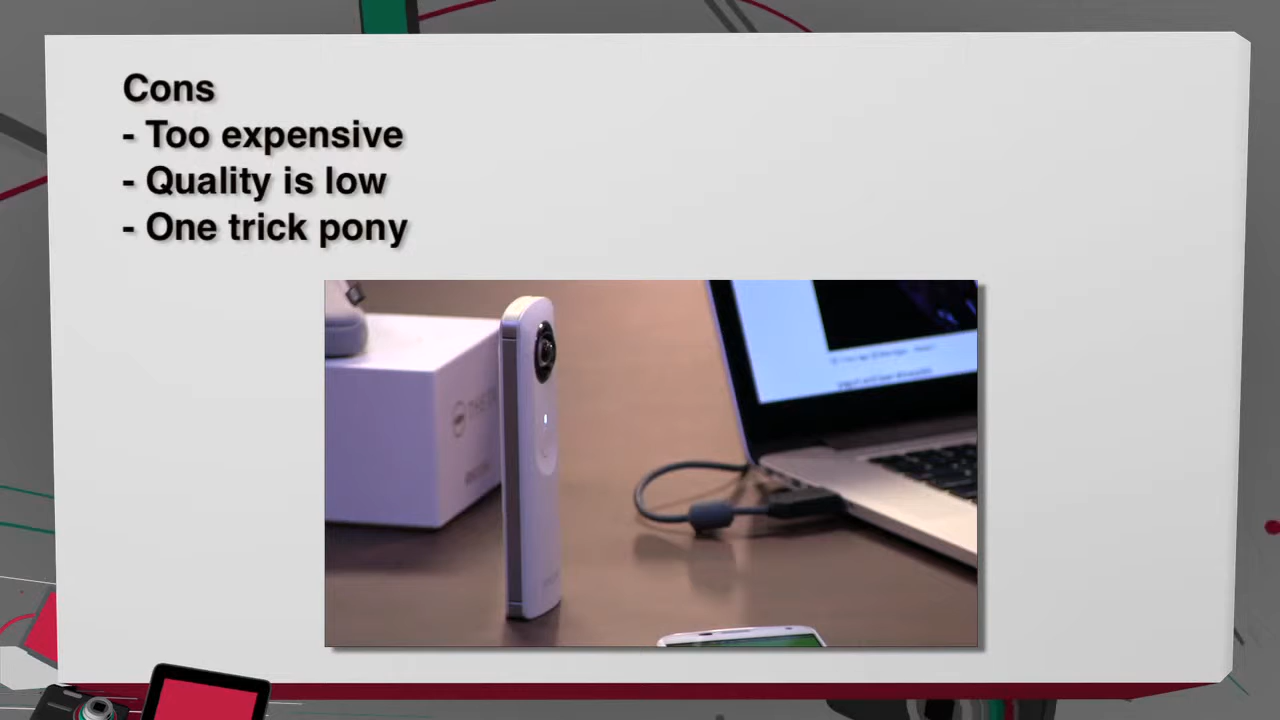 Cons
- Too expensive
- Quality is low
- One trick pony